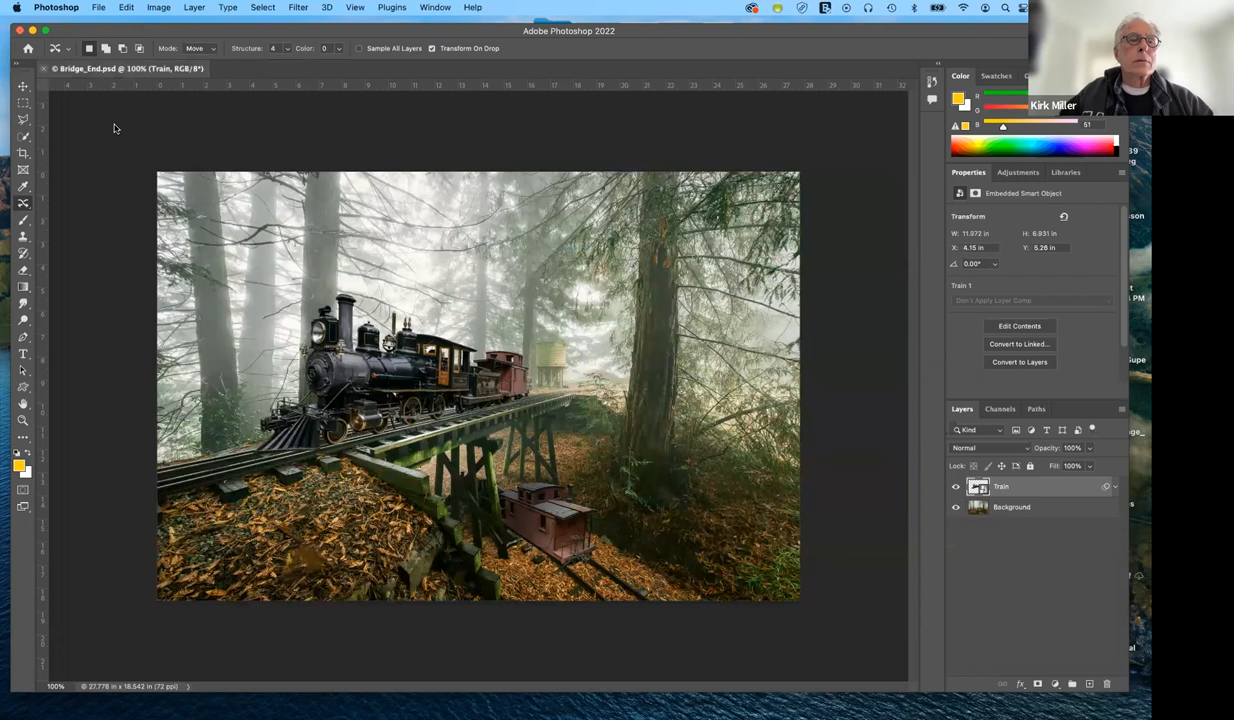 Photoshop File Edit Image Layer Type Select Filter 3D View Plugins Window Help
Adobe Photoshop 2022
Mode: Move Structure: 4 Color: 0 Sample All Layers Transform On Drop
© Bridge_End.psd @ 100% (Train, RGB/8*)
Color Swatches
R
G
B 51
Kirk Miller
Properties Adjustments Libraries
Embedded Smart Object
Transform
W: 11.972 in H: 6.931 in
X: 4.15 in Y: 5.26 in
0.00°
Train 1
Don't Apply Layer Comp
Edit Contents
Convert to Linked...
Convert to Layers
Layers Channels Paths
Kind
Normal Opacity: 100%
Lock: Fill: 100%
Train
Background
100% © 27.778 in x 18.542 in (72 ppi)